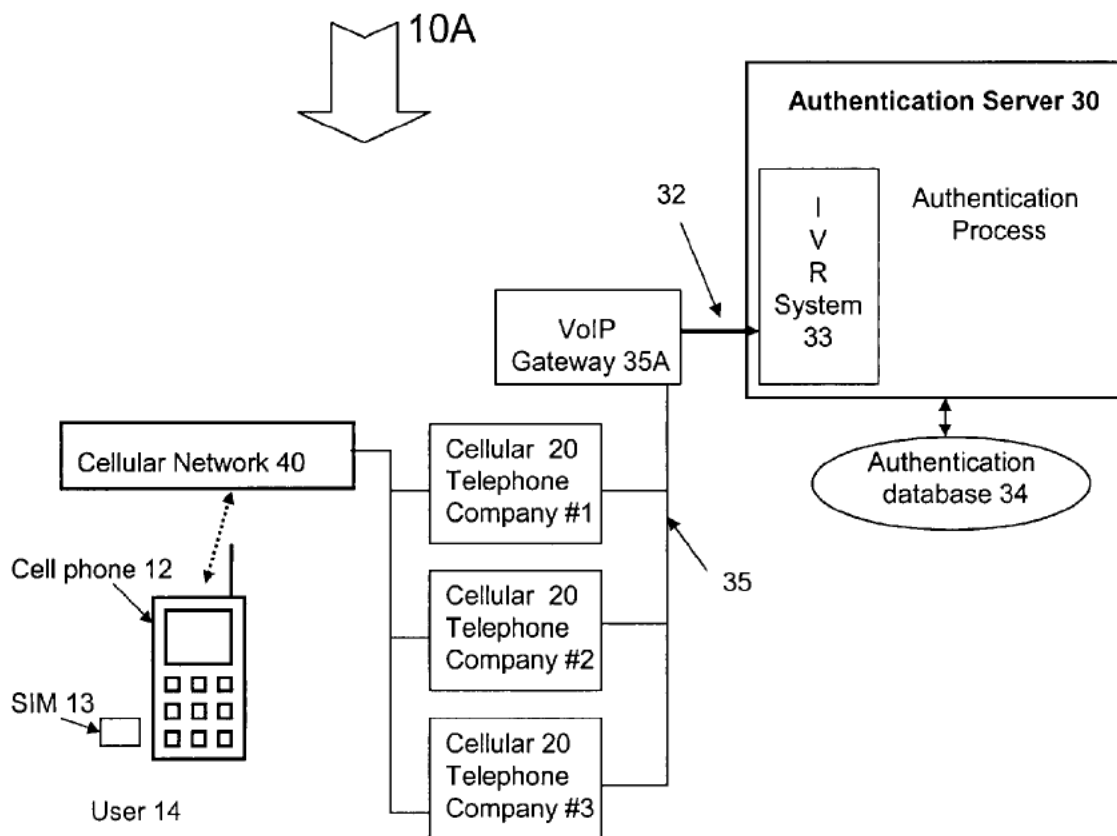 10A
Authentication Server 30
32
I
V
R
System
33
Authentication
Process
VoIP
Gateway 35A
Cellular Network 40
Cellular 20
Telephone
Company #1
Authentication
database 34
Cell phone 12
35
Cellular 20
Telephone
Company #2
SIM 13
Cellular 20
Telephone
Company #3
User 14